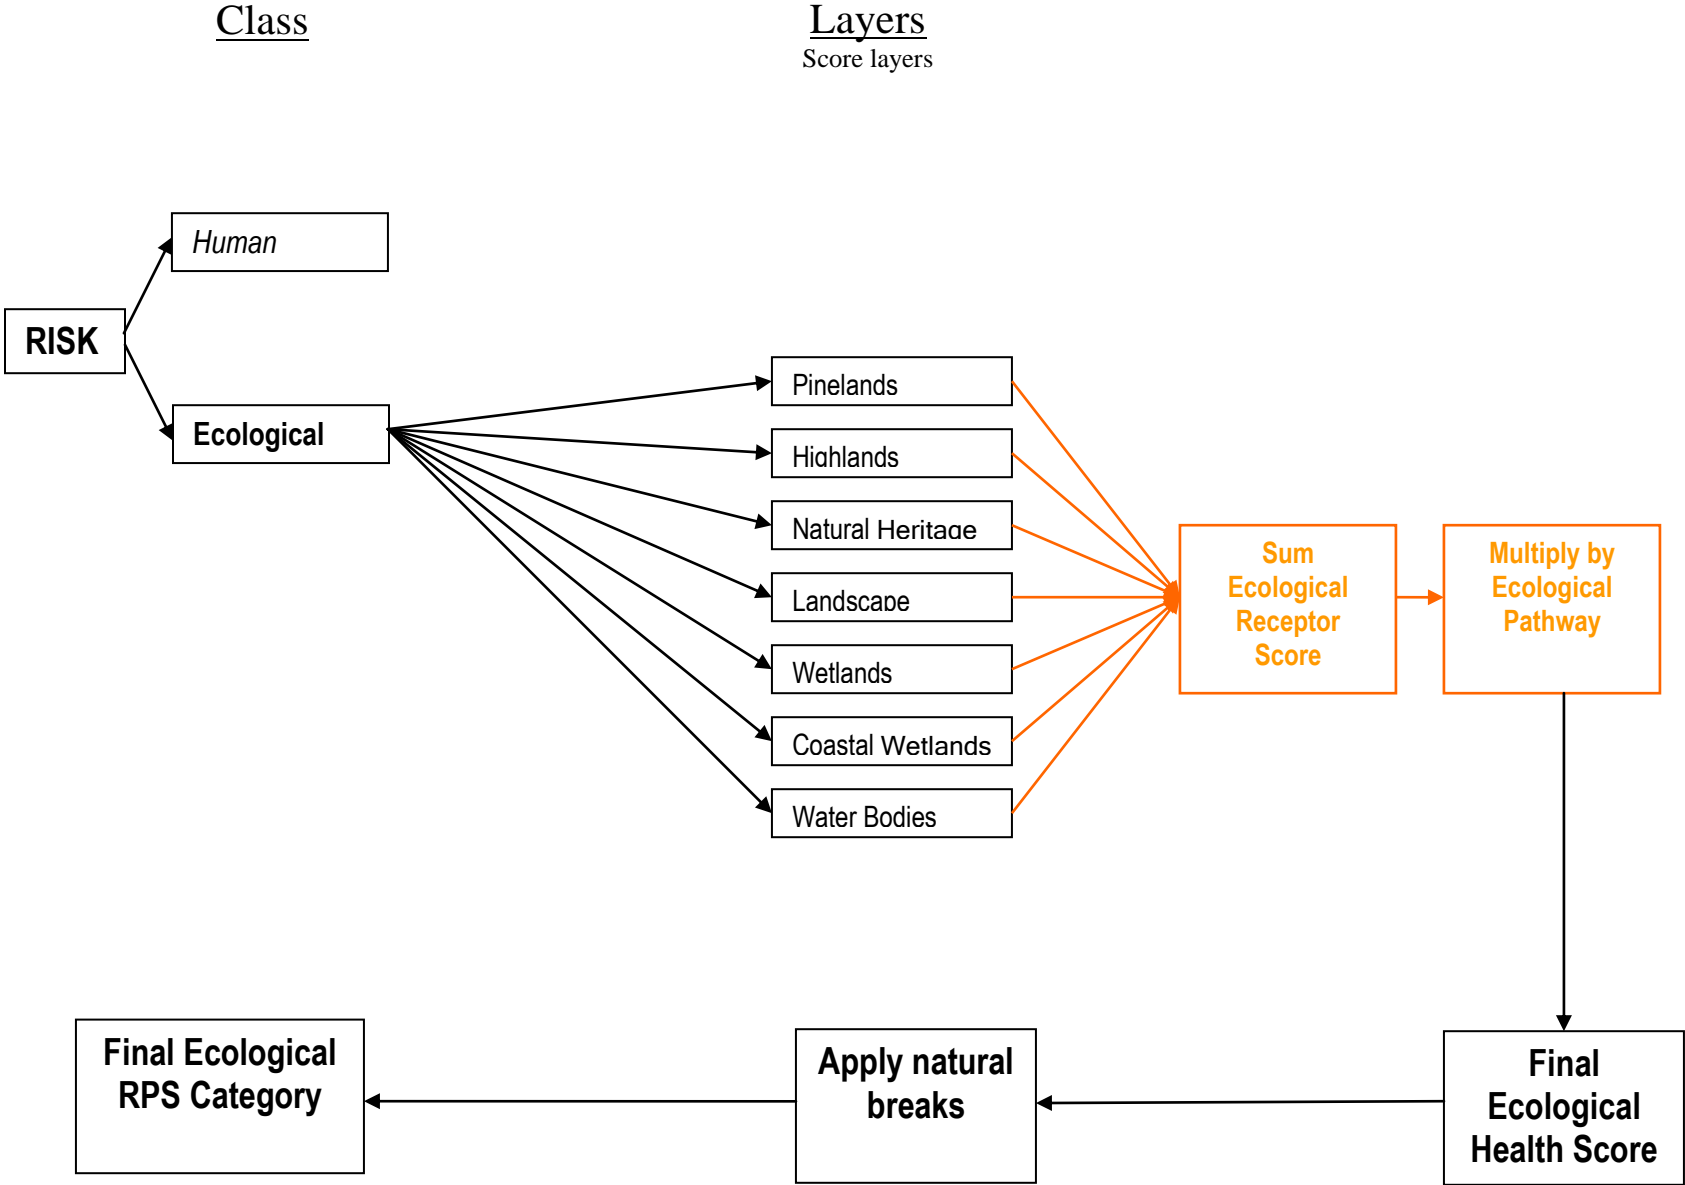 Class
Layers
Score layers
Human
RISK
Ecological
Pinelands
Highlands
Natural Heritage
Landscape
Wetlands
Coastal Wetlands
Water Bodies
Sum
Ecological
Receptor
Score
Multiply by
Ecological
Pathway
Final Ecological
RPS Category
Apply natural
breaks
Final
Ecological
Health Score